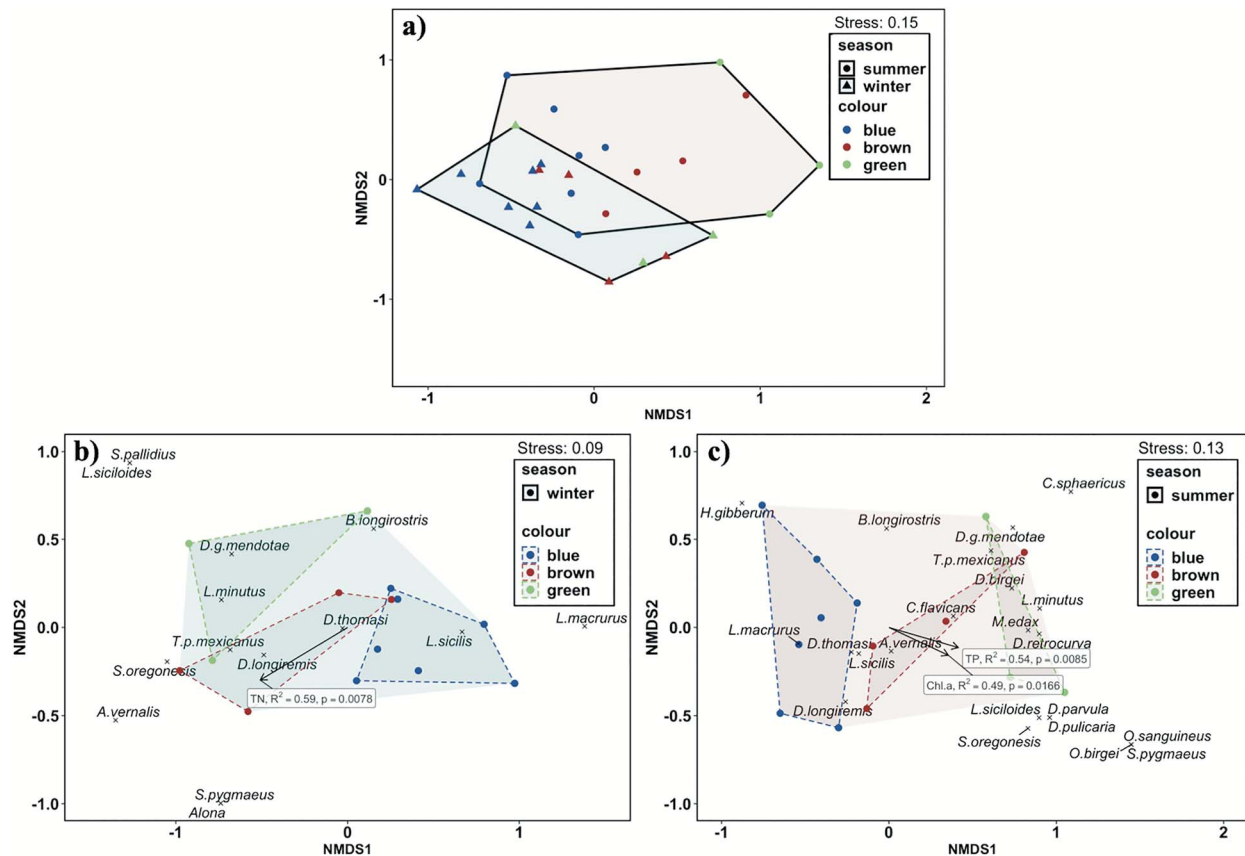 a)
Stress: 0.15
season
summer
winter
colour
blue
brown
green
1
0
-1
NMDS2
-1
0
1
2
NMDS1
b)
Stress: 0.09
season
winter
colour
blue
brown
green
S.pallidius
L.siciloides
B.longirostris
D.g.mendotae
L.minutus
D.thomasi
L.macrurus
T.p.mexicanus
L.sicilis
S.oregonesis
D.longiremis
TN, R² = 0.59, p = 0.0078
A.vernalis
S.pygmaeus
Alona
1.0
0.5
0.0
-0.5
-1.0
NMDS2
-1
0
1
NMDS1
c)
Stress: 0.13
season
summer
colour
blue
brown
green
C.sphaericus
H.gibberum
B.longirostris
D.g.mendotae
T.p.mexicanus
D.birgei
L.minutus
C.flavicans
M.edax
L.macrurus
D.thomasi
A.vernalis
D.retrocurva
L.sicilis
TP, R² = 0.54, p = 0.0085
Chl.a, R² = 0.49, p = 0.0166
D.longiremis
L.siciloides
D.parvula
D.pulicaria
S.oregonesis
O.sanguineus
O.birgei
S.pygmaeus
1.0
0.5
0.0
-0.5
-1.0
NMDS2
-1
0
1
2
NMDS1